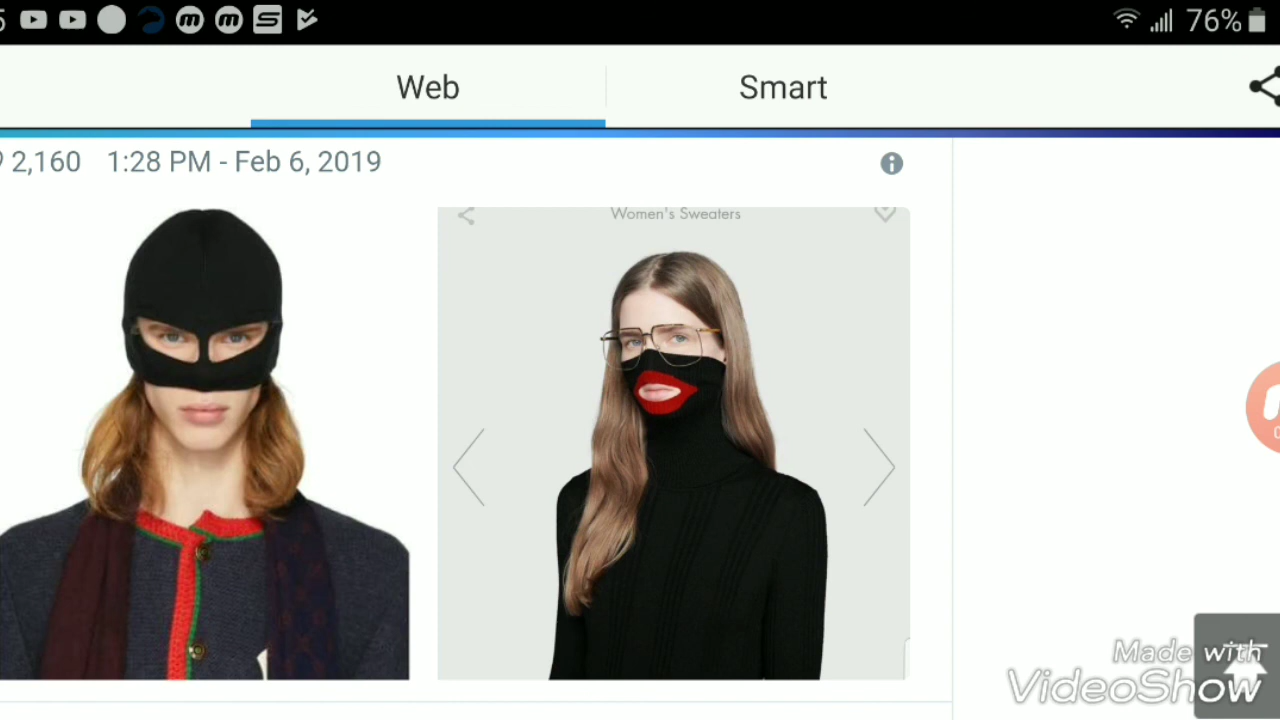 76%
Web Smart
2,160 1:28 PM - Feb 6, 2019
Women's Sweaters
Made with
VideoShow